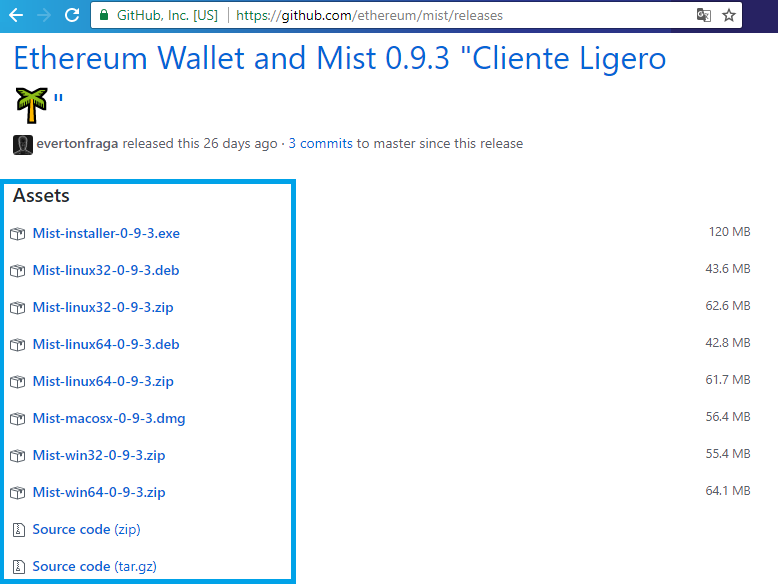 GitHub, Inc. [US] https://github.com/ethereum/mist/releases
Ethereum Wallet and Mist 0.9.3 "Cliente Ligero
🌴"
evertonfraga released this 26 days ago · 3 commits to master since this release
Assets
Mist-installer-0-9-3.exe 120 MB
Mist-linux32-0-9-3.deb 43.6 MB
Mist-linux32-0-9-3.zip 62.6 MB
Mist-linux64-0-9-3.deb 42.8 MB
Mist-linux64-0-9-3.zip 61.7 MB
Mist-macosx-0-9-3.dmg 56.4 MB
Mist-win32-0-9-3.zip 55.4 MB
Mist-win64-0-9-3.zip 64.1 MB
Source code (zip)
Source code (tar.gz)